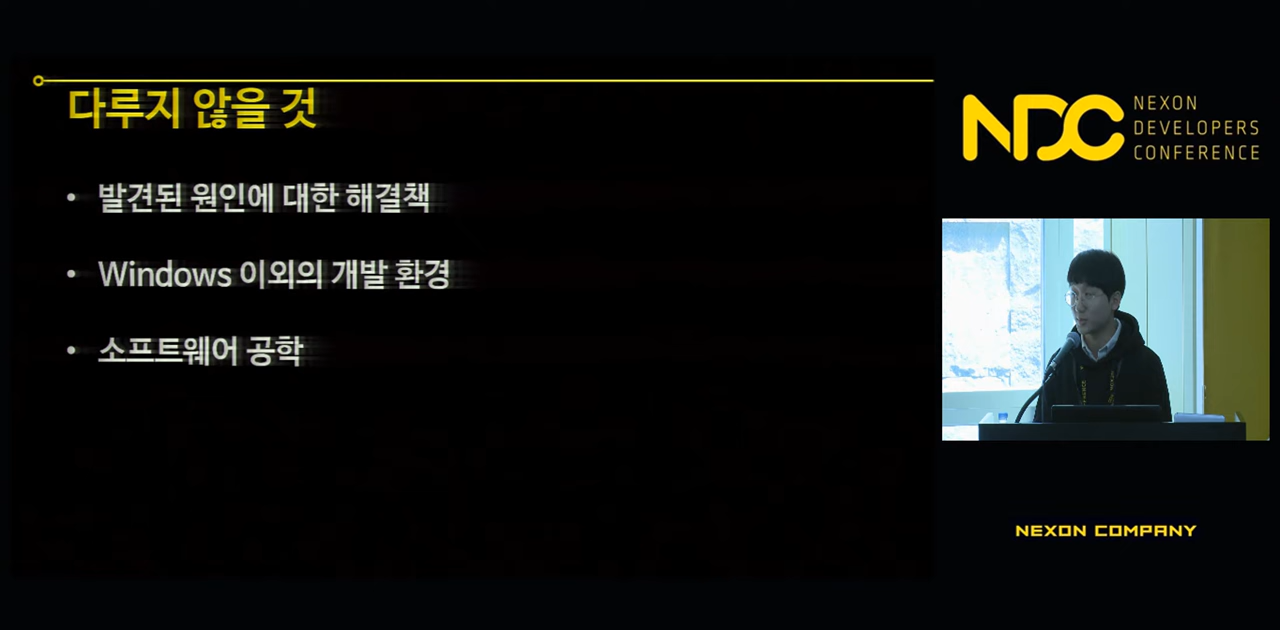 다루지 않을 것
• 발견된 원인에 대한 해결책
• Windows 이외의 개발 환경
• 소프트웨어 공학
NDC
NEXON
DEVELOPERS
CONFERENCE
NEXON COMPANY